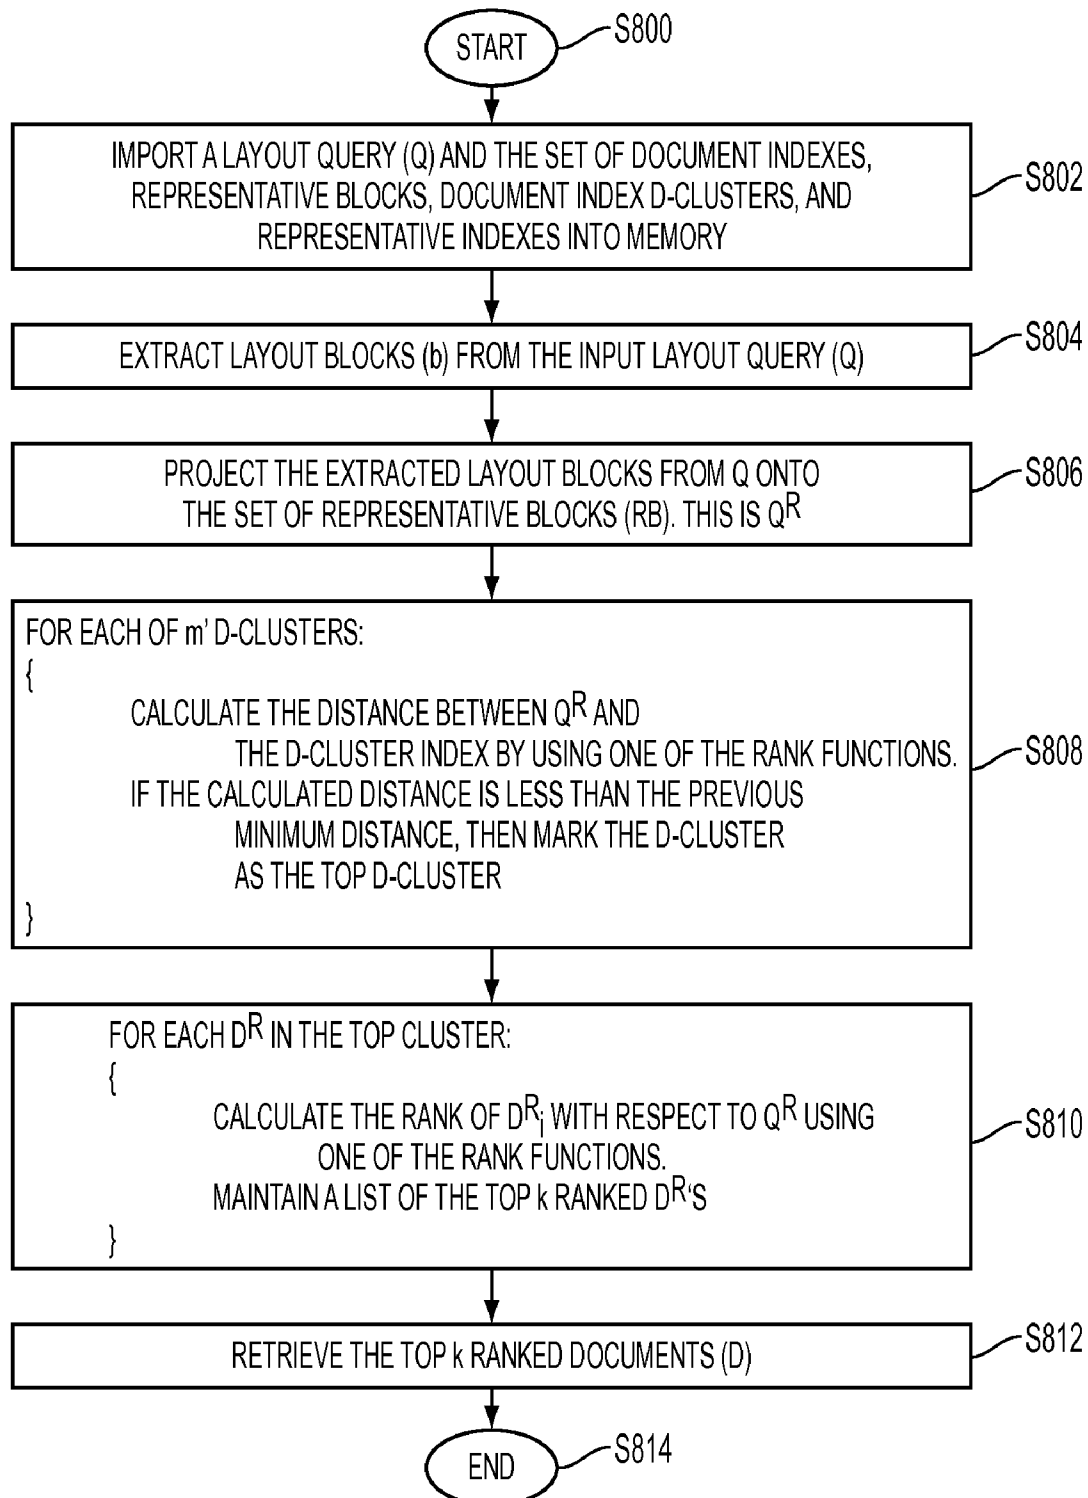 START
S800
IMPORT A LAYOUT QUERY (Q) AND THE SET OF DOCUMENT INDEXES,
REPRESENTATIVE BLOCKS, DOCUMENT INDEX D-CLUSTERS, AND
REPRESENTATIVE INDEXES INTO MEMORY
S802
EXTRACT LAYOUT BLOCKS (b) FROM THE INPUT LAYOUT QUERY (Q)
S804
PROJECT THE EXTRACTED LAYOUT BLOCKS FROM Q ONTO
THE SET OF REPRESENTATIVE BLOCKS (RB). THIS IS Qᴿ
S806
FOR EACH OF m' D-CLUSTERS:
{
CALCULATE THE DISTANCE BETWEEN Qᴿ AND
THE D-CLUSTER INDEX BY USING ONE OF THE RANK FUNCTIONS.
IF THE CALCULATED DISTANCE IS LESS THAN THE PREVIOUS
MINIMUM DISTANCE, THEN MARK THE D-CLUSTER
AS THE TOP D-CLUSTER
}
S808
FOR EACH Dᴿ IN THE TOP CLUSTER:
{
CALCULATE THE RANK OF Dᴿᵢ WITH RESPECT TO Qᴿ USING
ONE OF THE RANK FUNCTIONS.
MAINTAIN A LIST OF THE TOP k RANKED Dᴿ'S
}
S810
RETRIEVE THE TOP k RANKED DOCUMENTS (D)
S812
END
S814